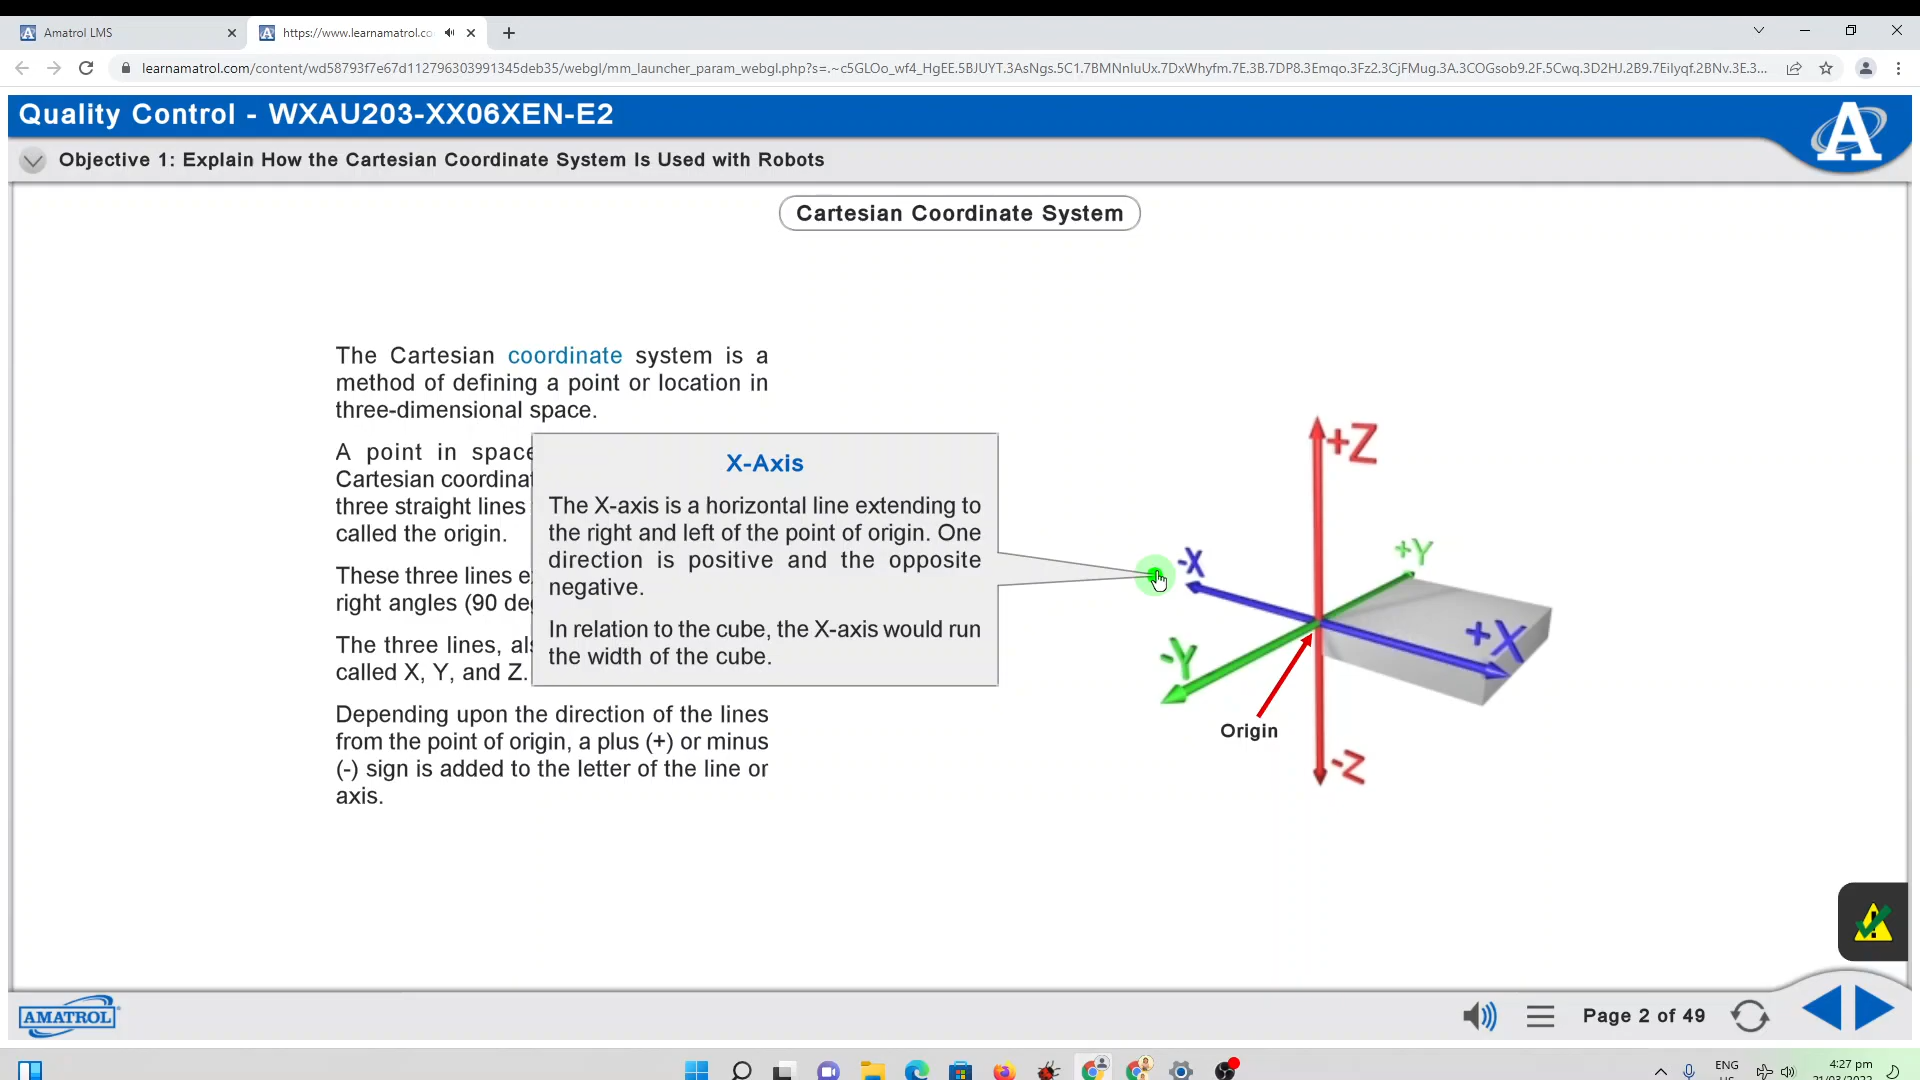 Amatrol LMS
https://www.learnamatrol.co
learnamatrol.com/content/wd58793f7e67d112796303991345deb35/webgl/mm_launcher_param_webgl.php?s=.~c5GLOo_wf4_HgEE.5BJUYT.3AsNgs.5C1.7BMNnIuUx.7DxWhyfm.7E.3B.7DP8.3Emqo.3Fz2.3CjFMug.3A.3COGsob9.2F.5Cwq.3D2HJ.2B9.7Eilyqf.2BNv.3E.3...
Quality Control - WXAU203-XX06XEN-E2
Objective 1: Explain How the Cartesian Coordinate System Is Used with Robots
Cartesian Coordinate System
The Cartesian coordinate system is a
method of defining a point or location in
three-dimensional space.
A point in space
Cartesian coordina
three straight lines
called the origin.
These three lines e
right angles (90 de
The three lines, al
called X, Y, and Z.
Depending upon the direction of the lines
from the point of origin, a plus (+) or minus
(-) sign is added to the letter of the line or
axis.
X-Axis
The X-axis is a horizontal line extending to
the right and left of the point of origin. One
direction is positive and the opposite
negative.
In relation to the cube, the X-axis would run
the width of the cube.
+Z
+Y
-X
+X
-Y
Origin
-Z
AMATROL
Page 2 of 49
ENG
4:27 pm